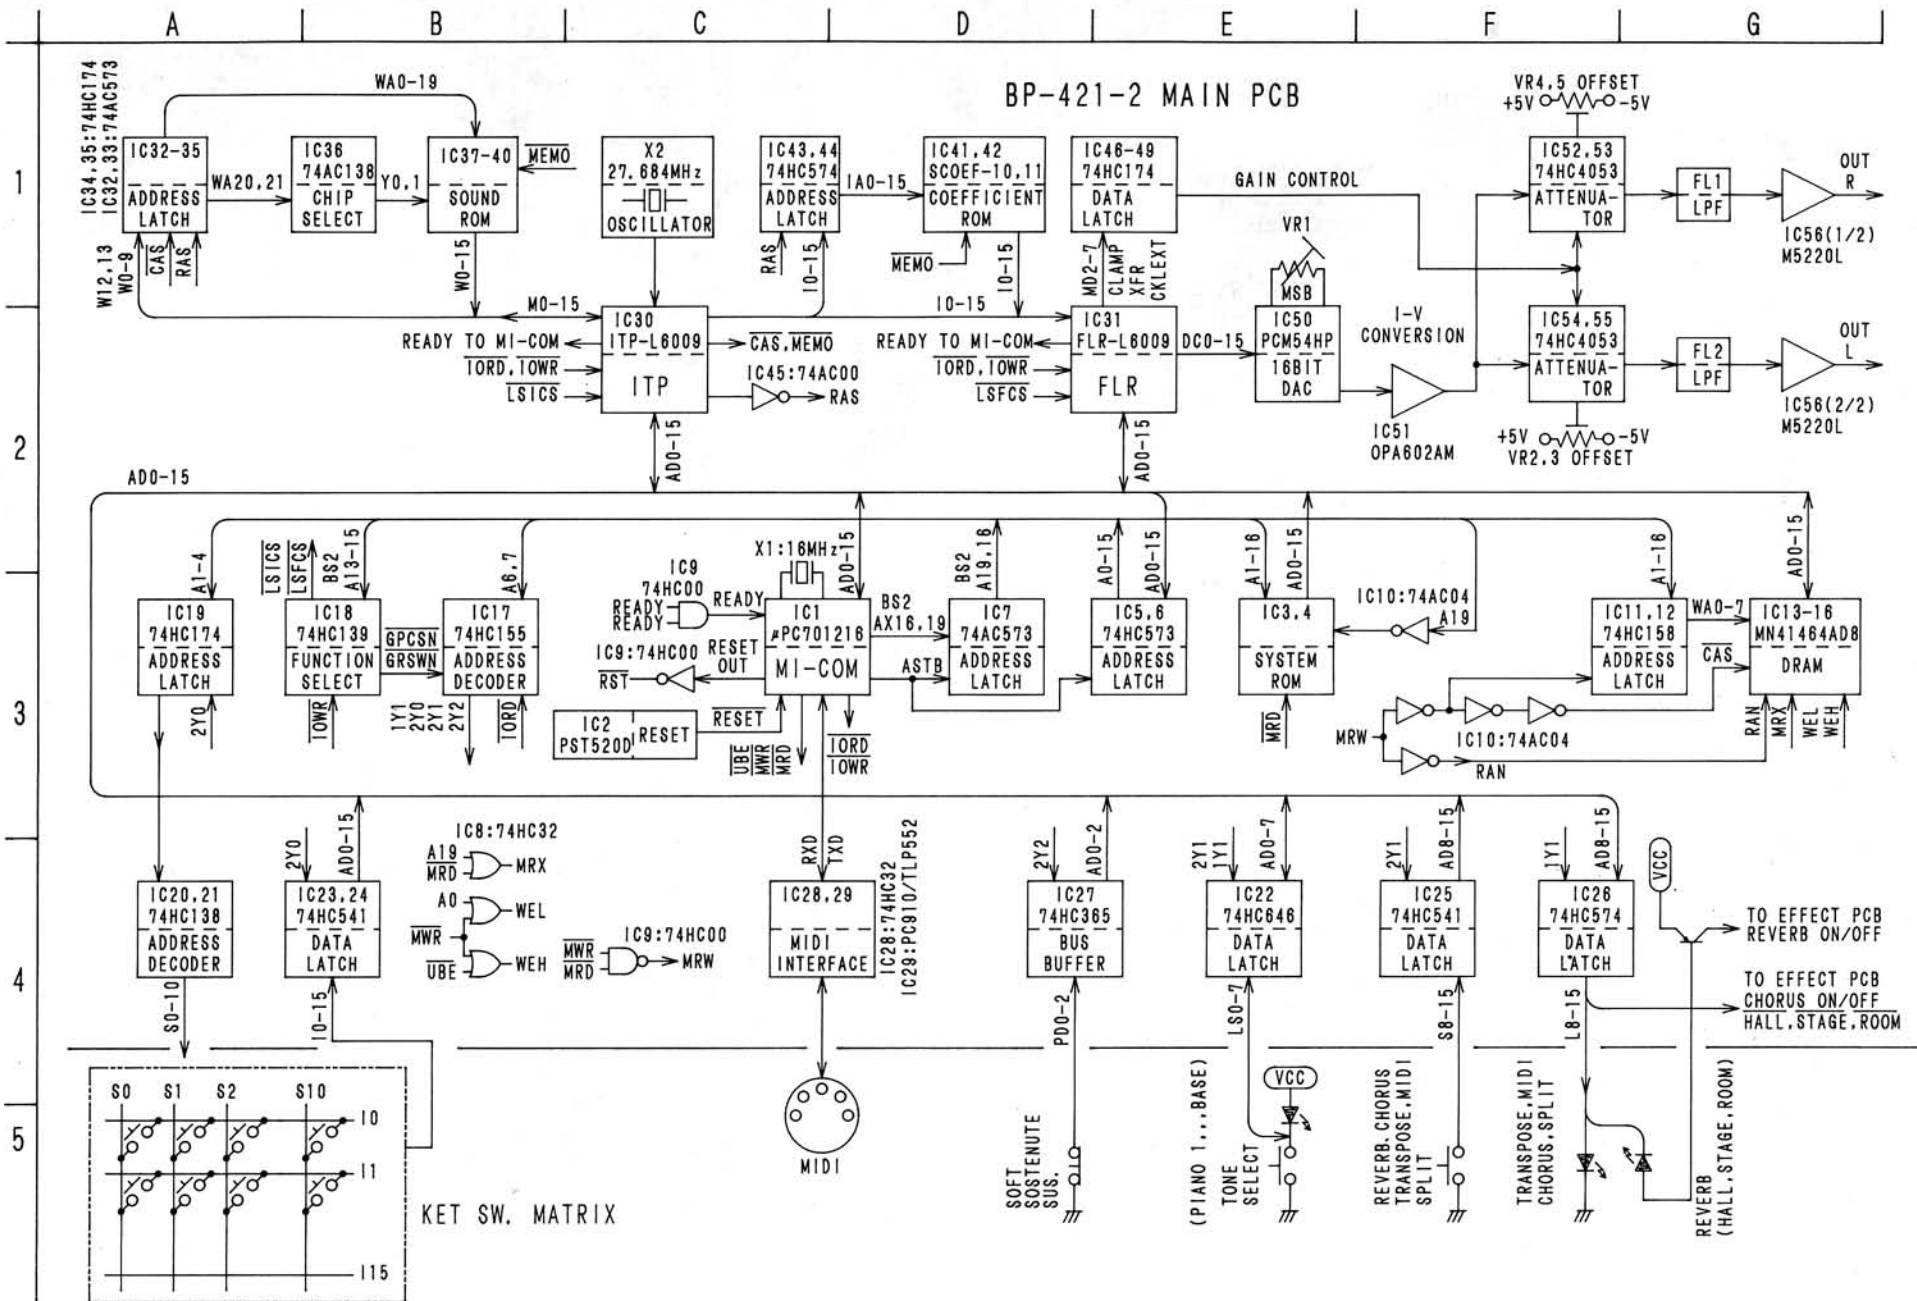 A B C D E F G
BP-421-2 MAIN PCB
1
IC34,35:74HC174
IC32,33:74AC573
WA0-19
IC32-35
ADDRESS
LATCH
WA20,21
IC36
74AC138
CHIP
SELECT
Y0,1
IC37-40
SOUND
ROM
MEMO
W12,13
W0-9
CAS
RAS
W0-15
M0-15
X2
27.684MHz
OSCILLATOR
IC43,44
74HC574
ADDRESS
LATCH
RAS
I0-15
IA0-15
IC41,42
SCOEF-10,11
COEFFICIENT
ROM
MEMO
I0-15
I0-15
IC46-49
74HC174
DATA
LATCH
MD2-7
CLAMP
XFR
CKLEXT
GAIN CONTROL
VR1
MSB
VR4,5 OFFSET
+5V -5V
IC52,53
74HC4053
ATTENUA-
TOR
FL1
LPF
OUT
R
IC56(1/2)
M5220L
2
READY TO MI-COM
IORD,IOWR
LSICS
IC30
ITP-L6009
ITP
CAS,MEMO
IC45:74AC00
RAS
AD0-15
READY TO MI-COM
IORD,IOWR
LSFCS
IC31
FLR-L6009
FLR
DC0-15
AD0-15
IC50
PCM54HP
16BIT
DAC
I-V
CONVERSION
IC51
OPA602AM
IC54,55
74HC4053
ATTENUA-
TOR
+5V -5V
VR2.3 OFFSET
FL2
LPF
OUT
L
IC56(2/2)
M5220L
AD0-15
3
A1-4
IC19
74HC174
ADDRESS
LATCH
2Y0
LSICS
LSFCS
BS2
A13-15
IC18
74HC139
FUNCTION
SELECT
IOWR
GPCSN
GRSWN
A6,7
IC17
74HC155
ADDRESS
DECODER
1Y1
2Y0
2Y1
2Y2
IORD
IC9
74HC00
READY
READY
READY
X1:16MHz
AD0-15
IC1
µPC701216
MI-COM
IC9:74HC00
RESET
OUT
RST
IC2
PST520D
RESET
RESET
UBE
MWR
MRD
IORD
IOWR
BS2
AX16,19
ASTB
BS2
A19,16
IC7
74AC573
ADDRESS
LATCH
A0-15
AD0-15
IC5,6
74HC573
ADDRESS
LATCH
A1-16
AD0-15
IC3,4
SYSTEM
ROM
MRD
IC10:74AC04
A19
MRW
IC10:74AC04
RAN
A1-16
IC11,12
74HC158
ADDRESS
LATCH
WA0-7
CAS
AD0-15
IC13-16
MN41464AD8
DRAM
RAN
MRX
WEL
WEH
4
IC20,21
74HC138
ADDRESS
DECODER
S0-10
2Y0
AD0-15
IC23,24
74HC541
DATA
LATCH
I0-15
IC8:74HC32
A19
MRD
MRX
A0
WEL
MWR
UBE
WEH
IC9:74HC00
MWR
MRD
MRW
RXD
TXD
IC28,29
MIDI
INTERFACE
IC28:74HC32
IC29:PC910/TLP552
2Y2
AD0-2
IC27
74HC365
BUS
BUFFER
PD0-2
2Y1
1Y1
AD0-7
IC22
74HC646
DATA
LATCH
LS0-7
2Y1
AD8-15
IC25
74HC541
DATA
LATCH
S8-15
1Y1
AD8-15
IC26
74HC574
DATA
LATCH
L8-15
VCC
TO EFFECT PCB
REVERB ON/OFF
TO EFFECT PCB
CHORUS ON/OFF
HALL,STAGE,ROOM
5
S0 S1 S2 S10
I0
I1
I15
KET SW. MATRIX
MIDI
SOFT
SOSTENUTE
SUS.
(PIANO 1,,,BASE)
TONE
SELECT
VCC
REVERB.CHORUS
TRANSPOSE,MIDI
SPLIT
TRANSPOSE,MIDI
CHORUS,SPLIT
REVERB
(HALL,STAGE,ROOM)